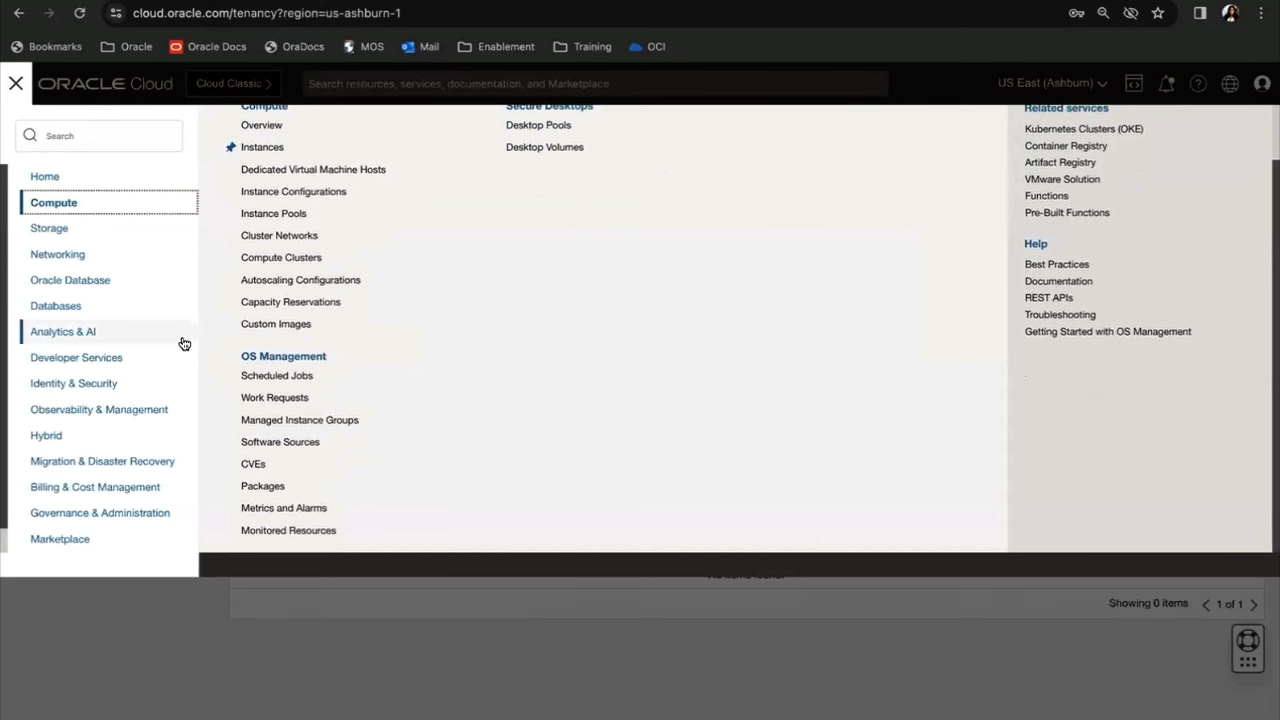 cloud.oracle.com/tenancy?region=us-ashburn-1
Bookmarks Oracle Oracle Docs OraDocs MOS Mail Enablement Training OCI
ORACLE Cloud Cloud Classic > Search resources, services, documentation, and Marketplace US East (Ashburn)
Search
Home
Compute
Storage
Networking
Oracle Database
Databases
Analytics & AI
Developer Services
Identity & Security
Observability & Management
Hybrid
Migration & Disaster Recovery
Billing & Cost Management
Governance & Administration
Marketplace
Compute
Overview
Instances
Dedicated Virtual Machine Hosts
Instance Configurations
Instance Pools
Cluster Networks
Compute Clusters
Autoscaling Configurations
Capacity Reservations
Custom Images
OS Management
Scheduled Jobs
Work Requests
Managed Instance Groups
Software Sources
CVEs
Packages
Metrics and Alarms
Monitored Resources
Secure Desktops
Desktop Pools
Desktop Volumes
Related services
Kubernetes Clusters (OKE)
Container Registry
Artifact Registry
VMware Solution
Functions
Pre-Built Functions
Help
Best Practices
Documentation
REST APIs
Troubleshooting
Getting Started with OS Management
No items found.
Showing 0 items < 1 of 1 >